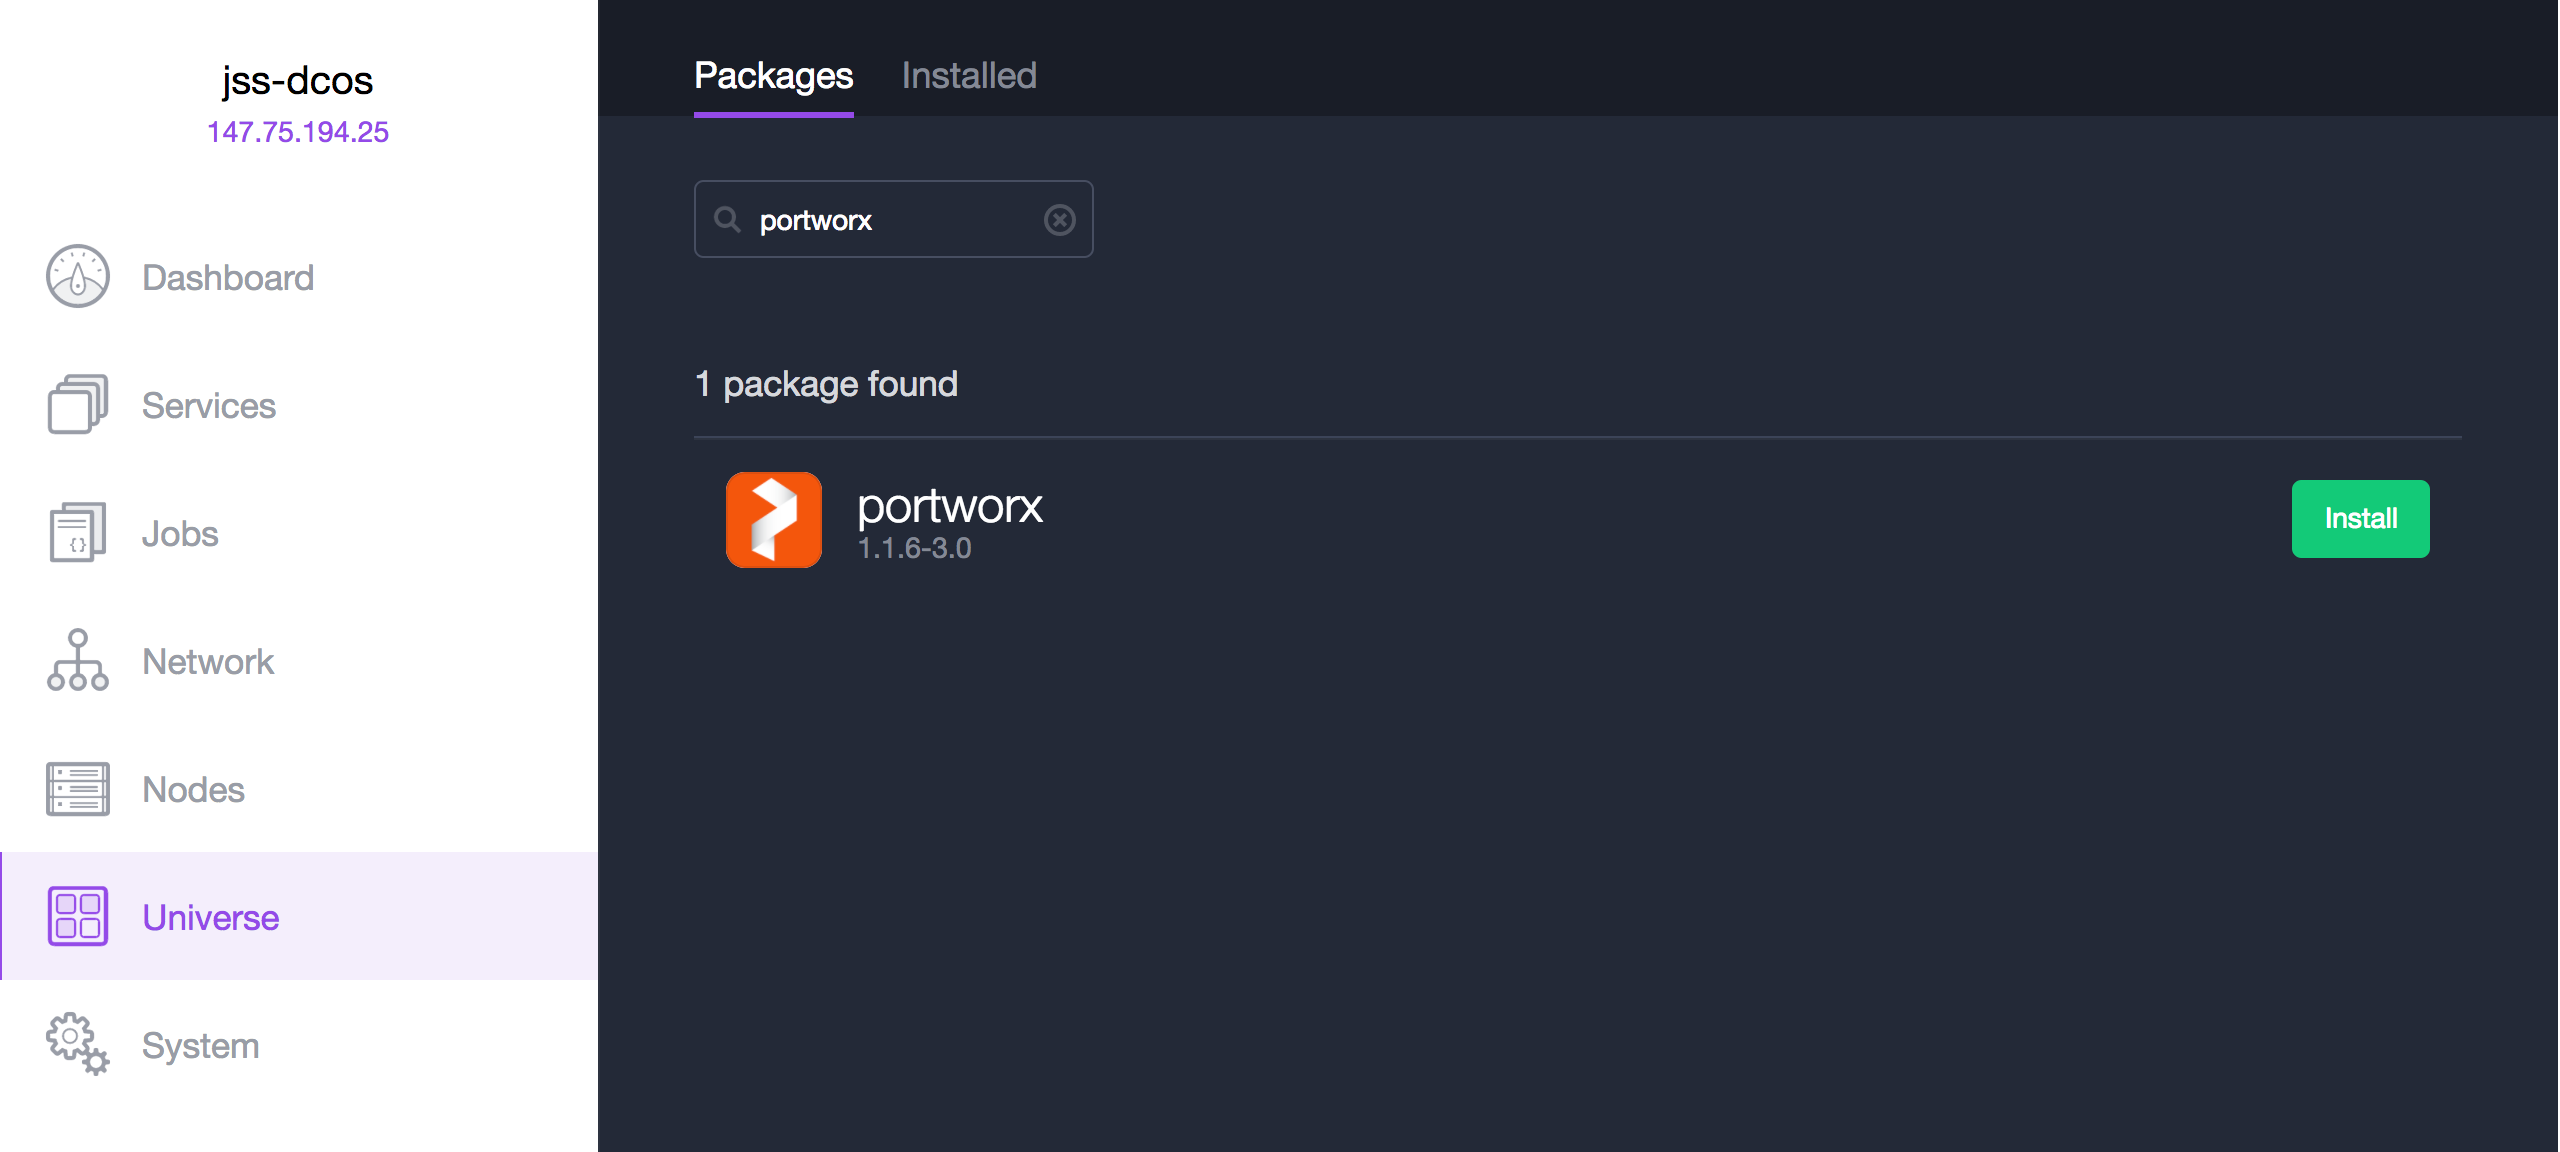 jss-dcos
147.75.194.25
Dashboard
Services
Jobs
Network
Nodes
Universe
System
Packages Installed
portworx
1 package found
portworx
1.1.6-3.0
Install